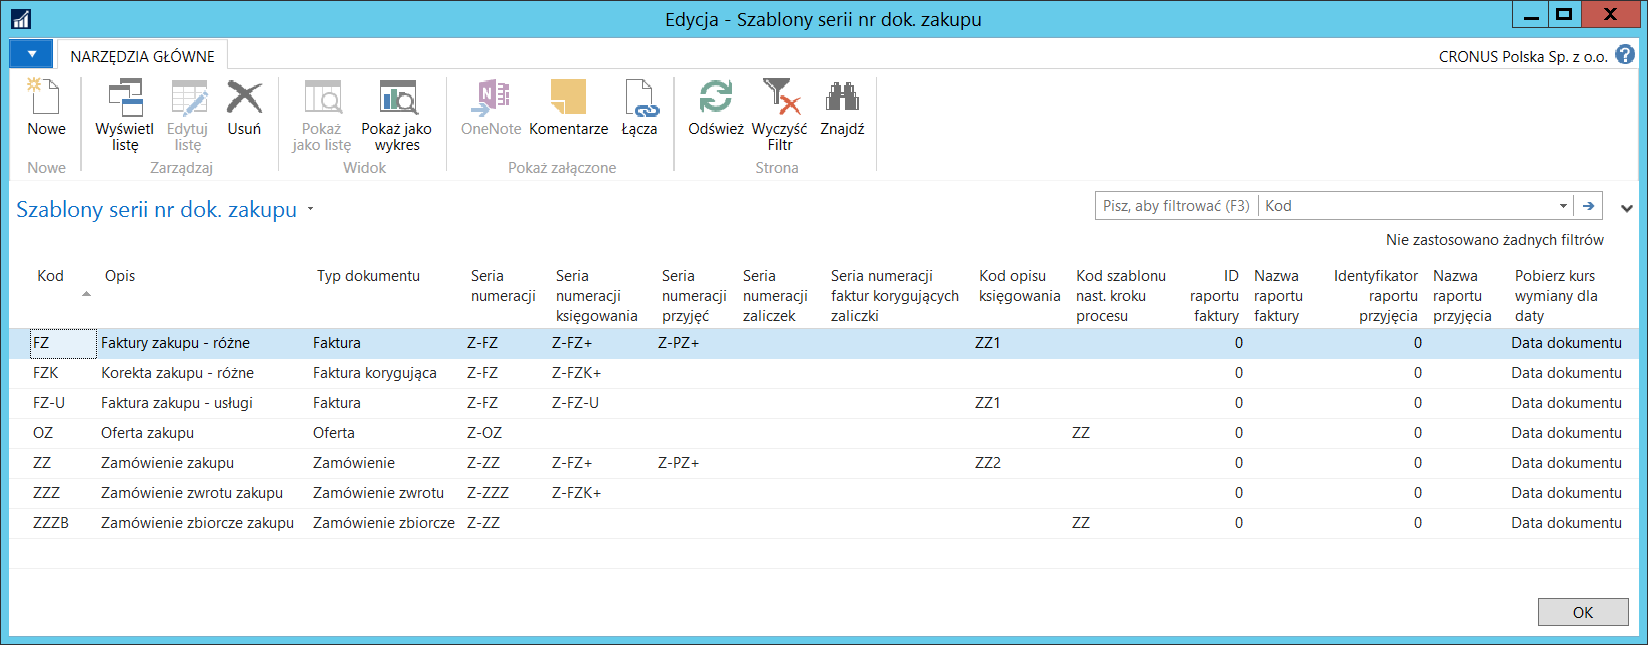 Edycja - Szablony serii nr dok. zakupu
NARZĘDZIA GŁÓWNE
CRONUS Polska Sp. z o.o.
Nowe
Wyświetl listę
Edytuj listę
Usuń
Pokaż jako listę
Pokaż jako wykres
OneNote
Komentarze
Łącza
Odśwież
Wyczyść Filtr
Znajdź
Nowe
Zarządzaj
Widok
Pokaż załączone
Strona
Szablony serii nr dok. zakupu
Pisz, aby filtrować (F3)
Kod
Nie zastosowano żadnych filtrów
Kod
Opis
Typ dokumentu
Seria numeracji
Seria numeracji księgowania
Seria numeracji przyjęć
Seria numeracji zaliczek
Seria numeracji faktur korygujących zaliczki
Kod opisu księgowania
Kod szablonu nast. kroku procesu
ID raportu faktury
Nazwa raportu faktury
Identyfikator raportu przyjęcia
Nazwa raportu przyjęcia
Pobierz kurs wymiany dla daty
FZ Faktury zakupu - różne Faktura Z-FZ Z-FZ+ Z-PZ+ ZZ1 0 0 Data dokumentu
FZK Korekta zakupu - różne Faktura korygująca Z-FZ Z-FZK+ 0 0 Data dokumentu
FZ-U Faktura zakupu - usługi Faktura Z-FZ Z-FZ-U ZZ1 0 0 Data dokumentu
OZ Oferta zakupu Oferta Z-OZ ZZ 0 0 Data dokumentu
ZZ Zamówienie zakupu Zamówienie Z-ZZ Z-FZ+ Z-PZ+ ZZ2 0 0 Data dokumentu
ZZZ Zamówienie zwrotu zakupu Zamówienie zwrotu Z-ZZZ Z-FZK+ 0 0 Data dokumentu
ZZZB Zamówienie zbiorcze zakupu Zamówienie zbiorcze Z-ZZ ZZ 0 0 Data dokumentu
OK